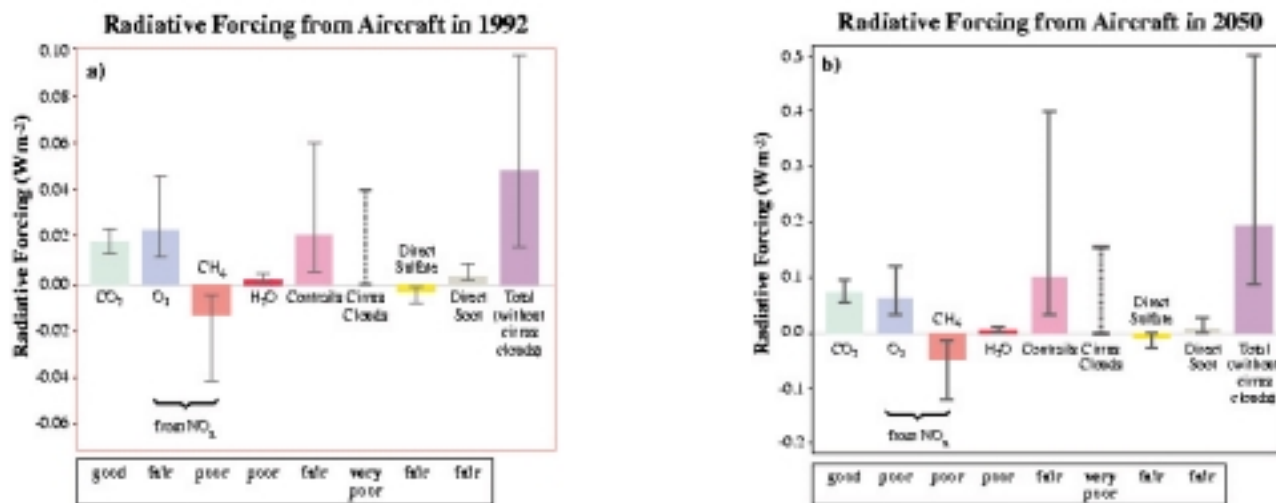 Radiative Forcing from Aircraft in 1992
a)
Radiative Forcing (Wm⁻²)
0.10
0.08
0.06
0.04
0.02
0.00
-0.02
-0.04
-0.06
CO₂
O₃
CH₄
H₂O
Contrails
Cirrus
Clouds
Direct
Sulfate
Direct
Soot
Total
(without
cirrus
clouds)
from NOₓ
good fair poor poor fair very poor fair fair
Radiative Forcing from Aircraft in 2050
b)
Radiative Forcing (Wm⁻²)
0.5
0.4
0.3
0.2
0.1
0.0
-0.1
-0.2
CO₂
O₃
CH₄
H₂O
Contrails
Cirrus
Clouds
Direct
Sulfate
Direct
Soot
Total
(without
cirrus
clouds)
from NOₓ
good poor poor poor fair very poor fair fair